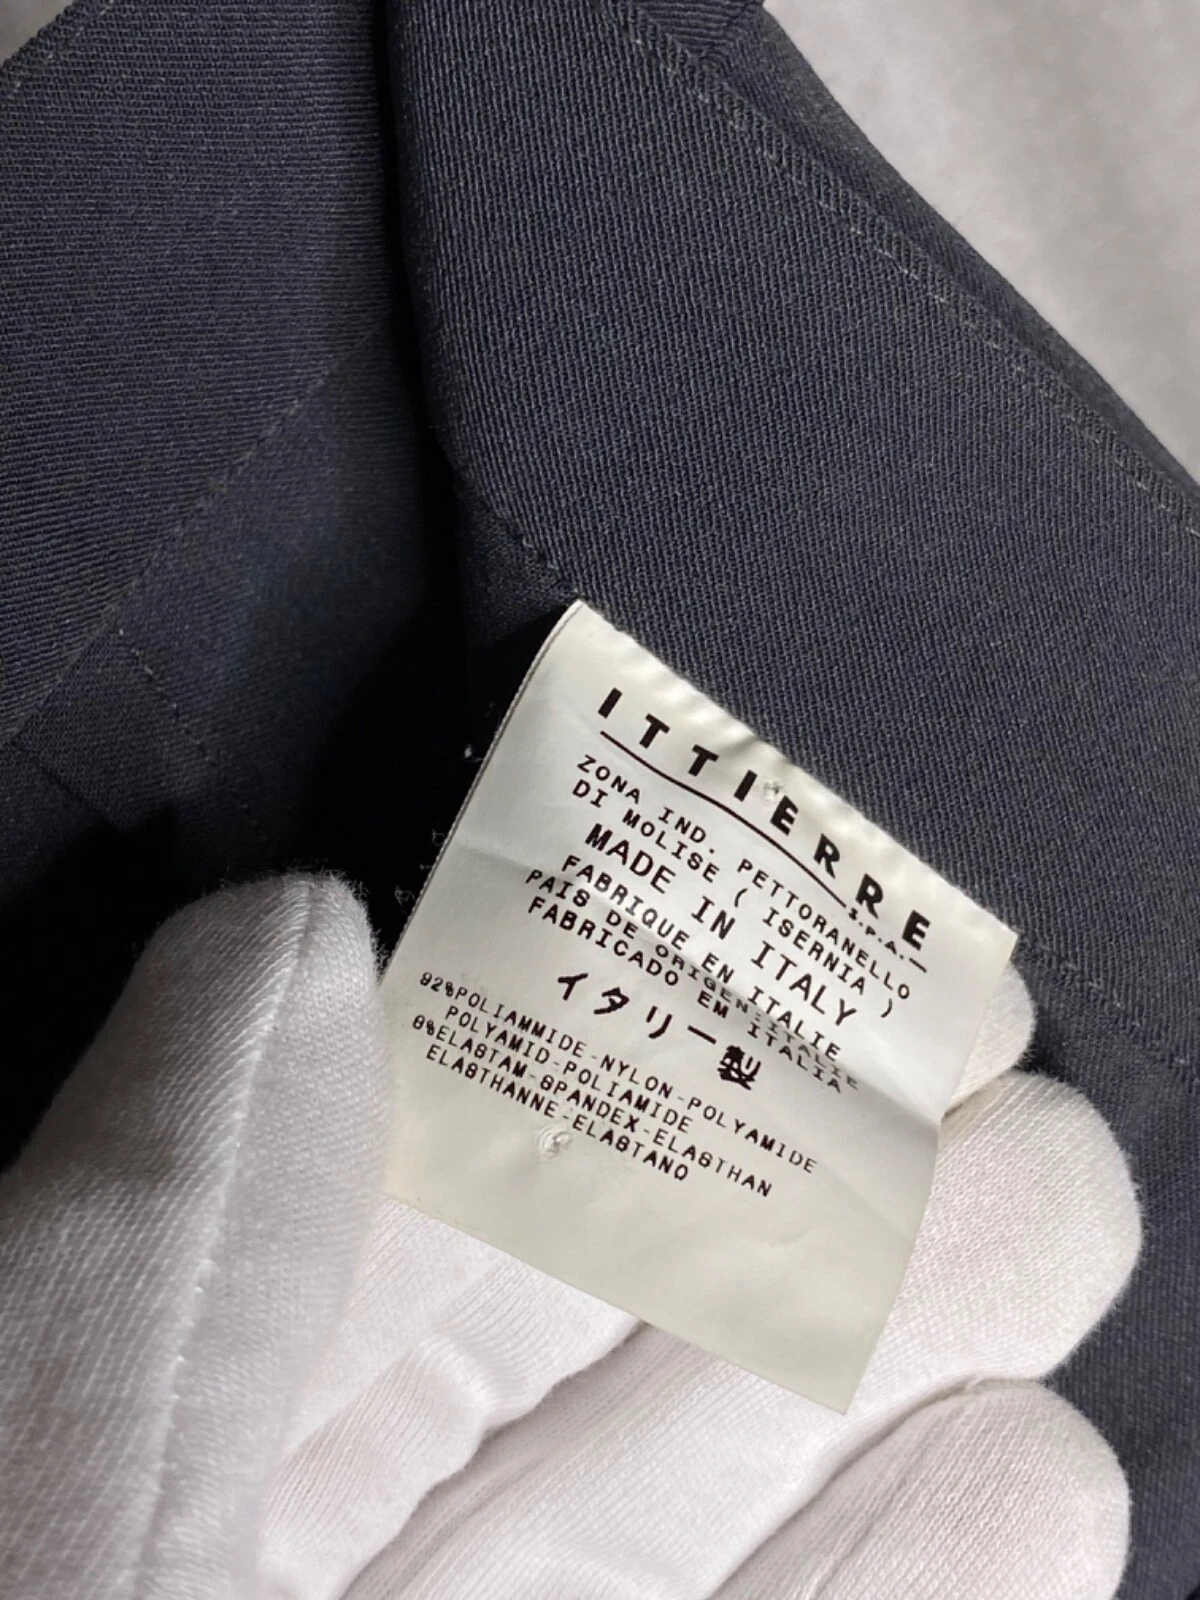 ITTIERRE
S.P.A.
ZONA IND. PETTORANELLO
DI MOLISE ( ISERNIA )
MADE IN ITALY
FABRIQUE EN ITALIE
PAIS DE ORIGEN:ITALIE
FABRICADO EM ITALIA
イタリー製
92%POLIAMMIDE-NYLON-POLYAMIDE
POLYAMID-POLIAMIDE
8%ELASTAM-SPANDEX-ELASTHAN
ELASTHANNE-ELASTANO